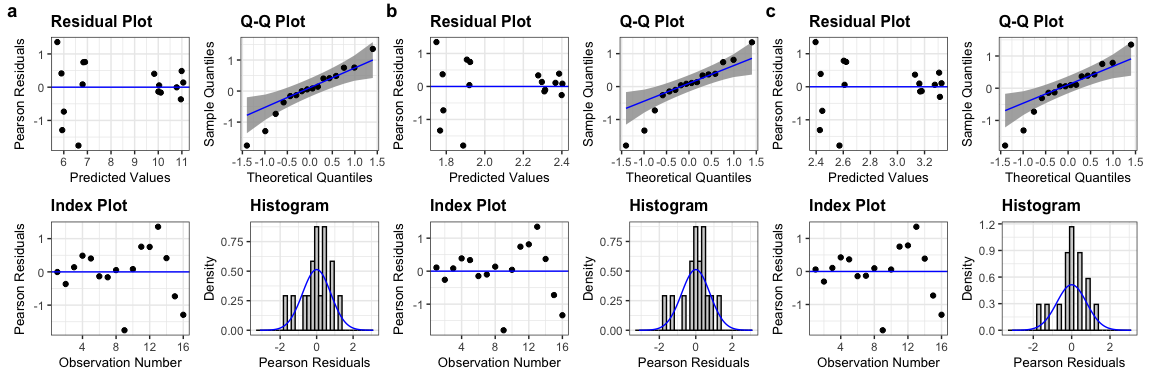 a
Residual Plot
Pearson Residuals
1
0
-1
6 7 8 9 10 11
Predicted Values
Q-Q Plot
Sample Quantiles
1
0
-1
-1.5 -1.0 -0.5 0.0 0.5 1.0 1.5
Theoretical Quantiles
Index Plot
Pearson Residuals
1
0
-1
4 8 12 16
Observation Number
Histogram
Density
0.75
0.50
0.25
0.00
-2 0 2
Pearson Residuals
b
Residual Plot
Pearson Residuals
1
0
-1
1.8 2.0 2.2 2.4
Predicted Values
Q-Q Plot
Sample Quantiles
1
0
-1
-1.5 -1.0 -0.5 0.0 0.5 1.0 1.5
Theoretical Quantiles
Index Plot
Pearson Residuals
1
0
-1
4 8 12 16
Observation Number
Histogram
Density
0.75
0.50
0.25
0.00
-2 0 2
Pearson Residuals
c
Residual Plot
Pearson Residuals
1
0
-1
2.4 2.6 2.8 3.0 3.2
Predicted Values
Q-Q Plot
Sample Quantiles
1
0
-1
-1.5 -1.0 -0.5 0.0 0.5 1.0 1.5
Theoretical Quantiles
Index Plot
Pearson Residuals
1
0
-1
4 8 12 16
Observation Number
Histogram
Density
1.2
0.9
0.6
0.3
0.0
-2 0 2
Pearson Residuals